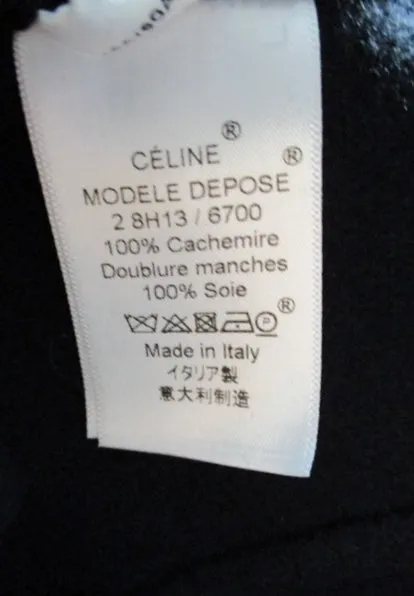 CÉLINE ®
MODELE DEPOSE ®
2 8H13 / 6700
100% Cachemire
Doublure manches
100% Soie
®
Made in Italy
イタリア製
意大利制造